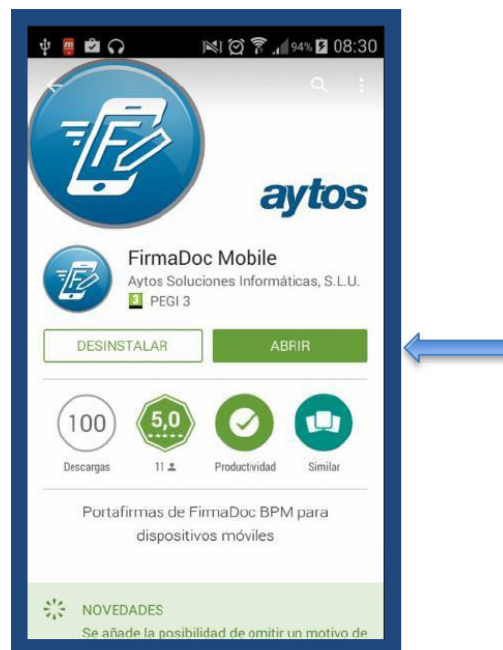 94% 08:30
F
aytos
FirmaDoc Mobile
Aytos Soluciones Informáticas, S.L.U.
3 PEGI 3
DESINSTALAR ABRIR
100 5,0
Descargas 11 Productividad Similar
Portafirmas de FirmaDoc BPM para
dispositivos móviles
NOVEDADES
Se añade la posibilidad de omitir un motivo de